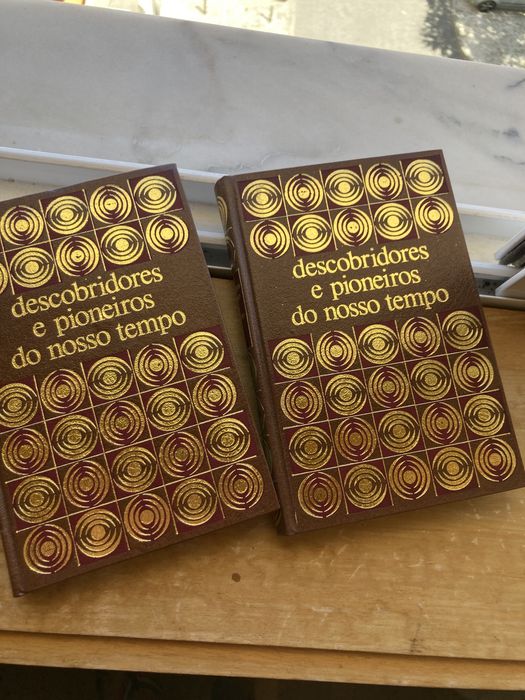 descobridores
e pioneiros
do nosso tempo
descobridores
e pioneiros
do nosso tempo